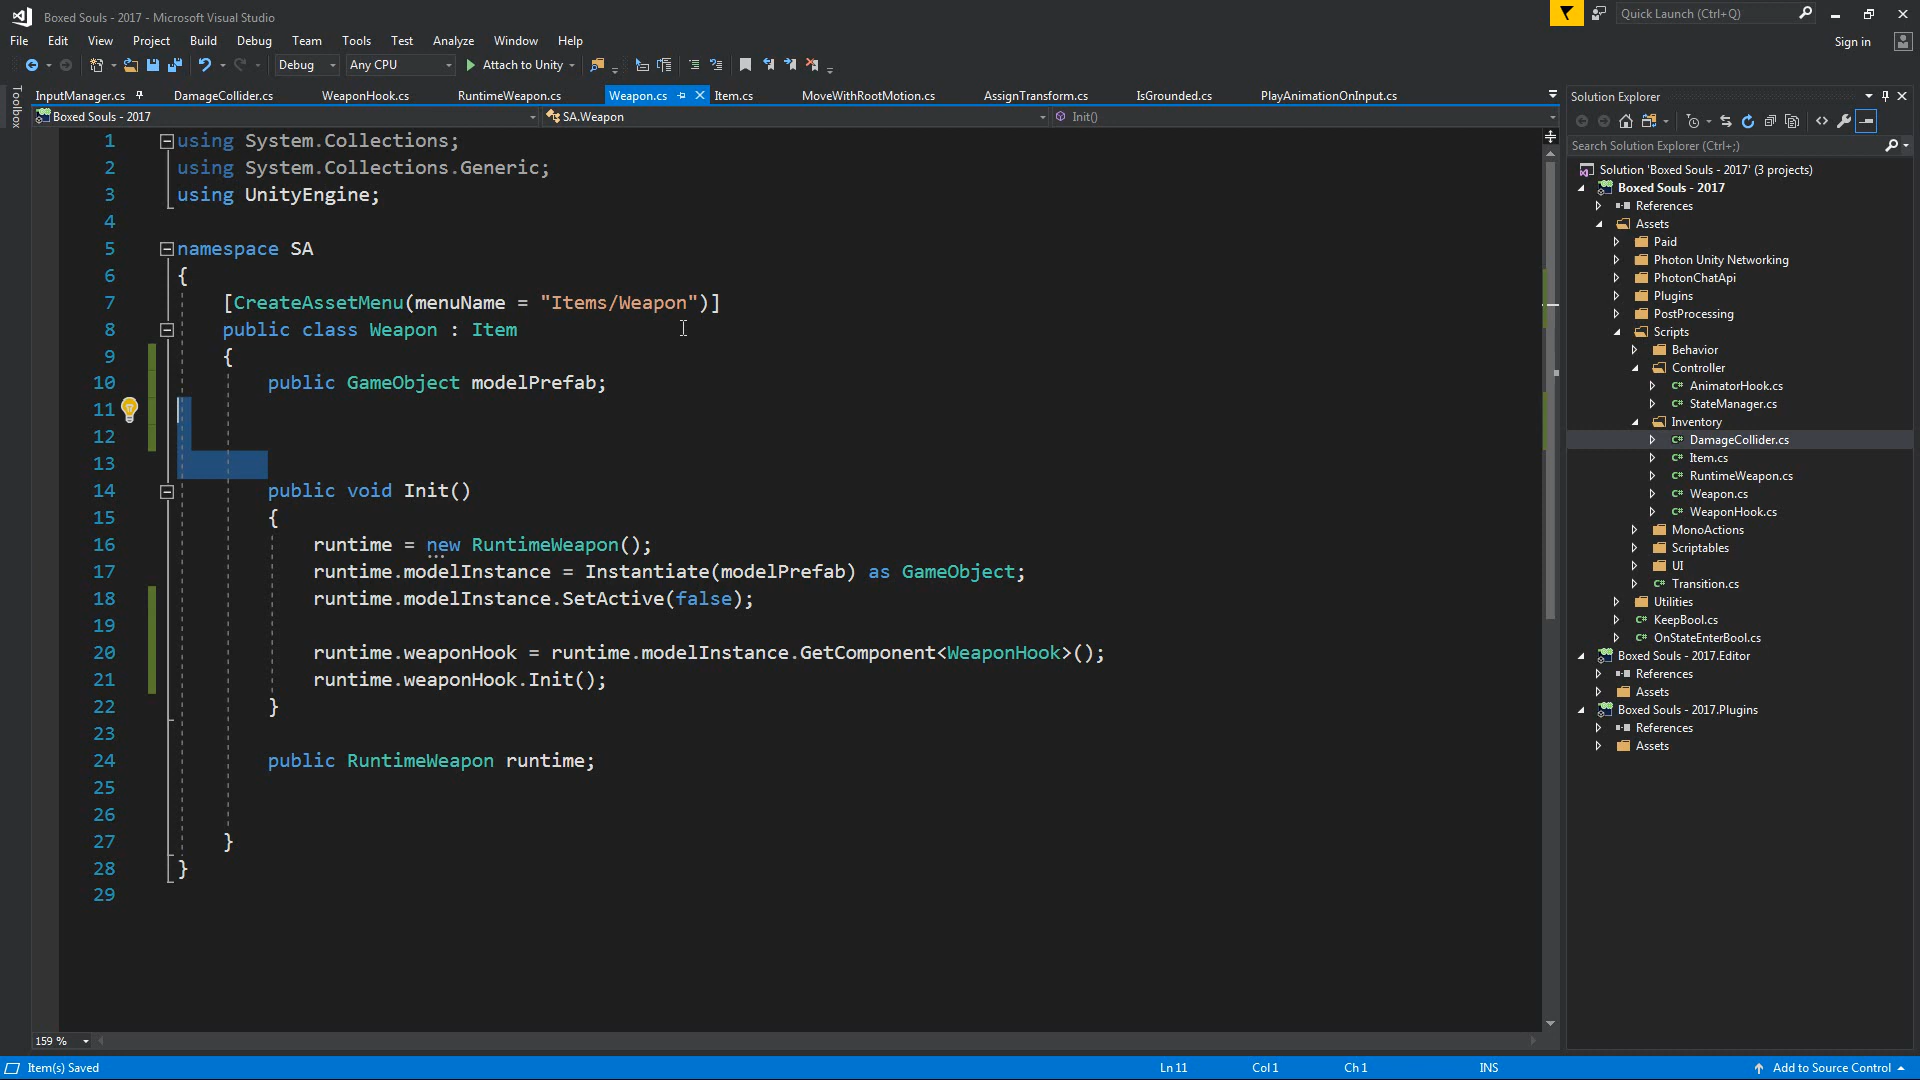 Boxed Souls - 2017 - Microsoft Visual Studio
Quick Launch (Ctrl+Q)
File Edit View Project Build Debug Team Tools Test Analyze Window Help
Sign in
Debug Any CPU Attach to Unity
Toolbox
InputManager.cs DamageCollider.cs WeaponHook.cs RuntimeWeapon.cs Weapon.cs Item.cs MoveWithRootMotion.cs AssignTransform.cs IsGrounded.cs PlayAnimationOnInput.cs
Boxed Souls - 2017 SA.Weapon Init()
1 using System.Collections;
2 using System.Collections.Generic;
3 using UnityEngine;
4
5 namespace SA
6 {
7 [CreateAssetMenu(menuName = "Items/Weapon")]
8 public class Weapon : Item
9 {
10 public GameObject modelPrefab;
11
12
13
14 public void Init()
15 {
16 runtime = new RuntimeWeapon();
17 runtime.modelInstance = Instantiate(modelPrefab) as GameObject;
18 runtime.modelInstance.SetActive(false);
19
20 runtime.weaponHook = runtime.modelInstance.GetComponent<WeaponHook>();
21 runtime.weaponHook.Init();
22 }
23
24 public RuntimeWeapon runtime;
25
26
27 }
28 }
29
159 %
Solution Explorer
Search Solution Explorer (Ctrl+;)
Solution 'Boxed Souls - 2017' (3 projects)
Boxed Souls - 2017
References
Assets
Paid
Photon Unity Networking
PhotonChatApi
Plugins
PostProcessing
Scripts
Behavior
Controller
C# AnimatorHook.cs
C# StateManager.cs
Inventory
C# DamageCollider.cs
C# Item.cs
C# RuntimeWeapon.cs
C# Weapon.cs
C# WeaponHook.cs
MonoActions
Scriptables
UI
C# Transition.cs
Utilities
C# KeepBool.cs
C# OnStateEnterBool.cs
Boxed Souls - 2017.Editor
References
Assets
Boxed Souls - 2017.Plugins
References
Assets
Item(s) Saved Ln 11 Col 1 Ch 1 INS Add to Source Control